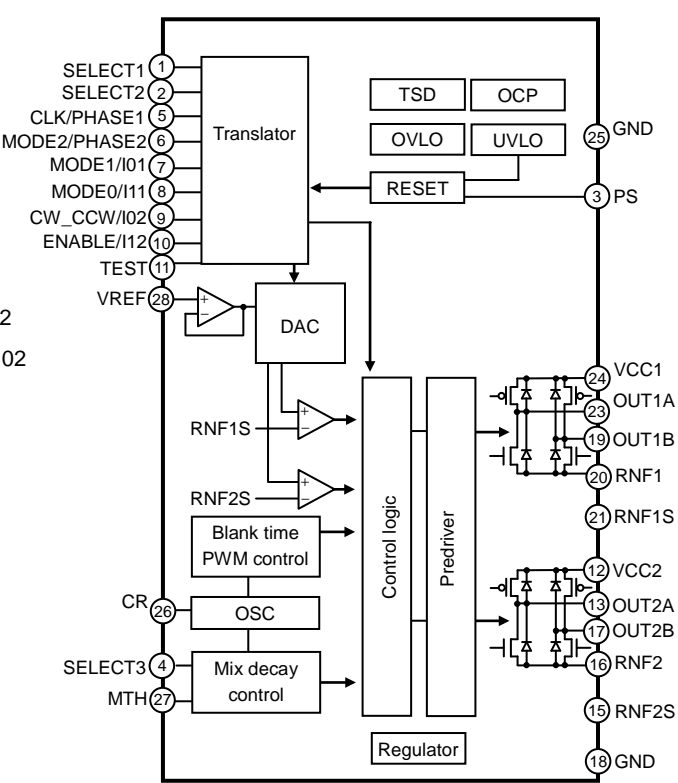 SELECT1 1
SELECT2 2
CLK/PHASE1 5
MODE2/PHASE2 6
MODE1/I01 7
MODE0/I11 8
CW_CCW/I02 9
ENABLE/I12 10
TEST 11
VREF 28
2
02
Translator
TSD
OCP
OVLO
UVLO
RESET
25 GND
3 PS
+
−
DAC
RNF1S
+
−
RNF2S
+
−
Blank time
PWM control
CR 26
OSC
SELECT3 4
MTH 27
Mix decay
control
Control logic
Predriver
Regulator
24 VCC1
23 OUT1A
19 OUT1B
20 RNF1
21 RNF1S
12 VCC2
13 OUT2A
17 OUT2B
16 RNF2
15 RNF2S
18 GND